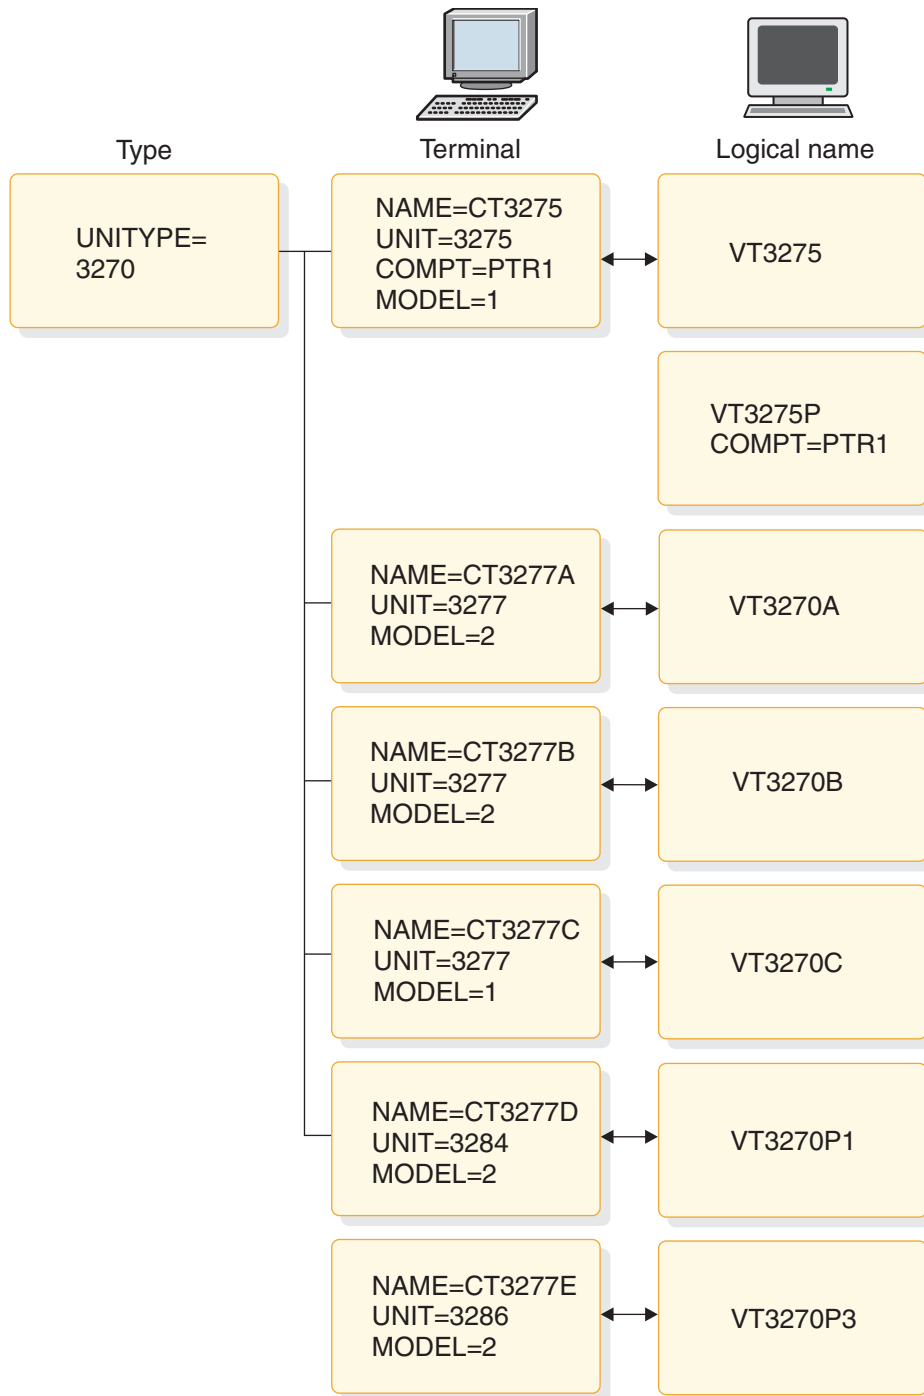 Type
Terminal
Logical name
UNITYPE=
3270
NAME=CT3275
UNIT=3275
COMPT=PTR1
MODEL=1
VT3275
VT3275P
COMPT=PTR1
NAME=CT3277A
UNIT=3277
MODEL=2
VT3270A
NAME=CT3277B
UNIT=3277
MODEL=2
VT3270B
NAME=CT3277C
UNIT=3277
MODEL=1
VT3270C
NAME=CT3277D
UNIT=3284
MODEL=2
VT3270P1
NAME=CT3277E
UNIT=3286
MODEL=2
VT3270P3